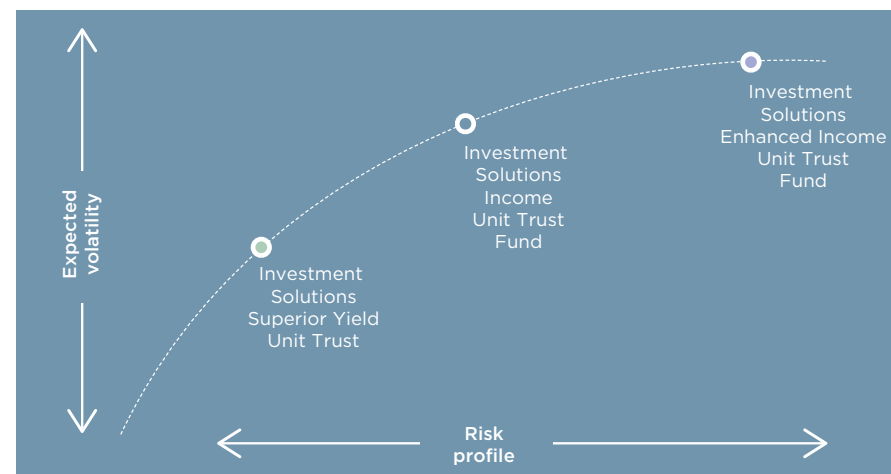 Expected
volatility
Investment
Solutions
Superior Yield
Unit Trust
Investment
Solutions
Income
Unit Trust
Fund
Investment
Solutions
Enhanced Income
Unit Trust
Fund
Risk
profile